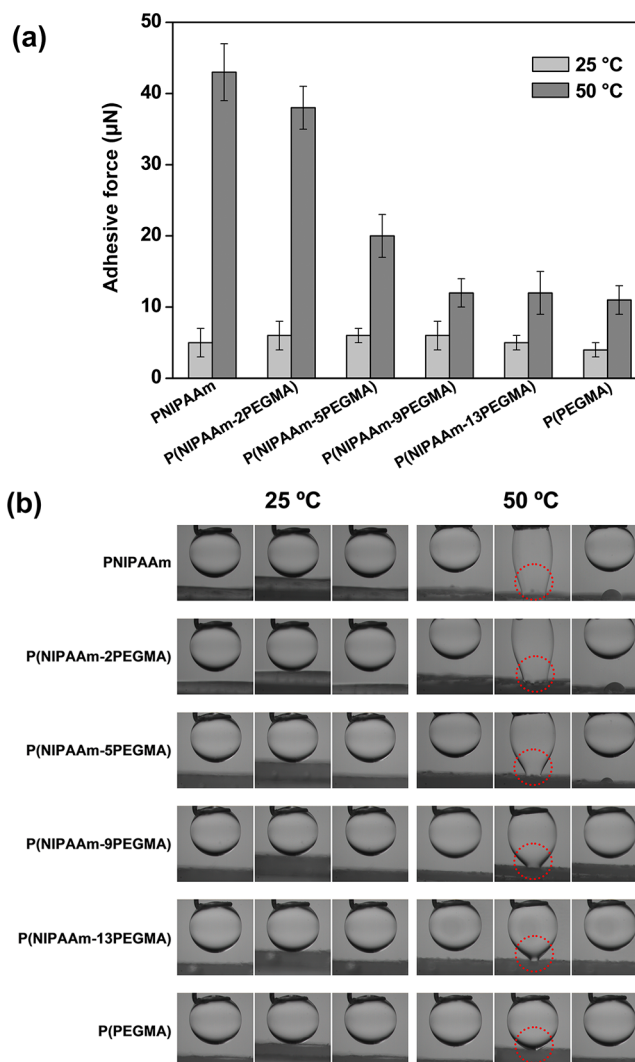 (a)
50
40
30
20
10
0
Adhesive force (µN)
25 °C
50 °C
PNIPAAm
P(NIPAAm-2PEGMA)
P(NIPAAm-5PEGMA)
P(NIPAAm-9PEGMA)
P(NIPAAm-13PEGMA)
P(PEGMA)
(b)
25 ºC 50 ºC
PNIPAAm
P(NIPAAm-2PEGMA)
P(NIPAAm-5PEGMA)
P(NIPAAm-9PEGMA)
P(NIPAAm-13PEGMA)
P(PEGMA)